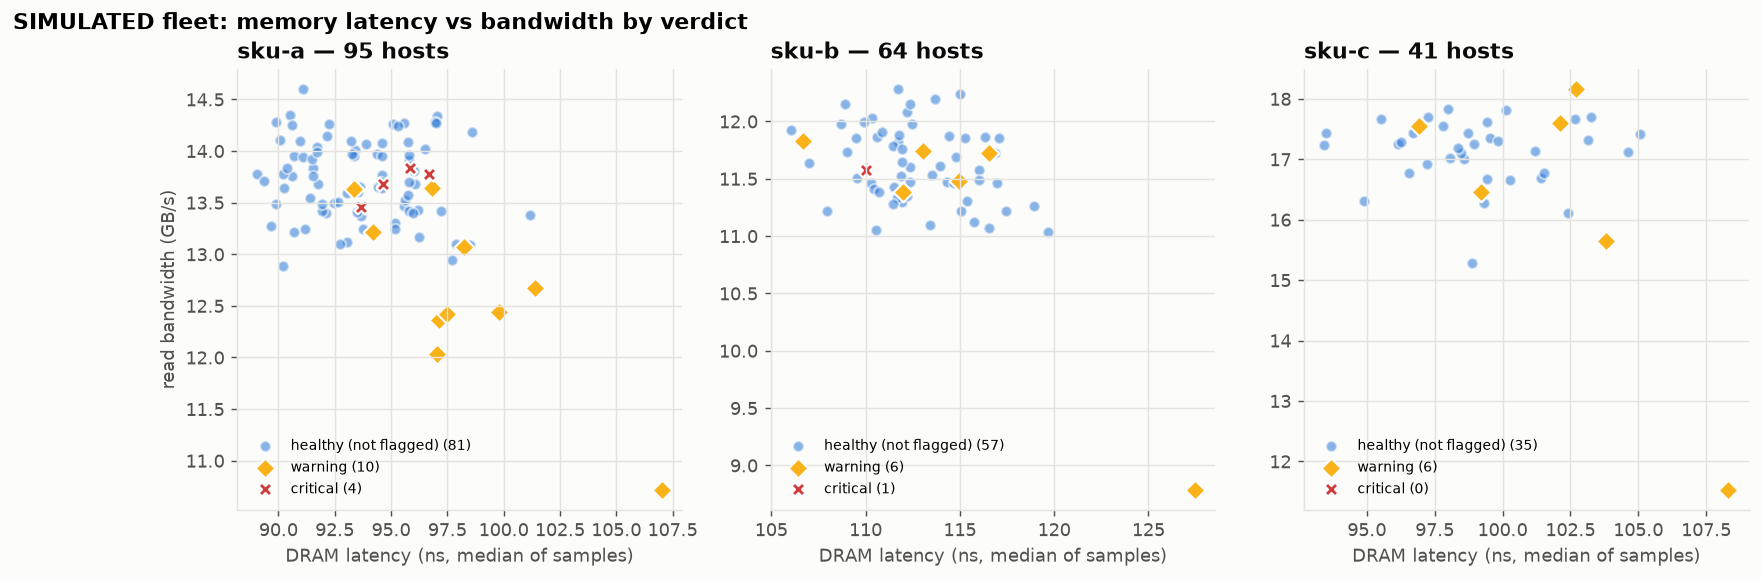 SIMULATED fleet: memory latency vs bandwidth by verdict
sku-a — 95 hosts
read bandwidth (GB/s)
14.5
14.0
13.5
13.0
12.5
12.0
11.5
11.0
healthy (not flagged) (81)
warning (10)
critical (4)
90.0 92.5 95.0 97.5 100.0 102.5 105.0 107.5
DRAM latency (ns, median of samples)
sku-b — 64 hosts
12.0
11.5
11.0
10.5
10.0
9.5
9.0
healthy (not flagged) (57)
warning (6)
critical (1)
105 110 115 120 125
DRAM latency (ns, median of samples)
sku-c — 41 hosts
18
17
16
15
14
13
12
healthy (not flagged) (35)
warning (6)
critical (0)
95.0 97.5 100.0 102.5 105.0 107.5
DRAM latency (ns, median of samples)